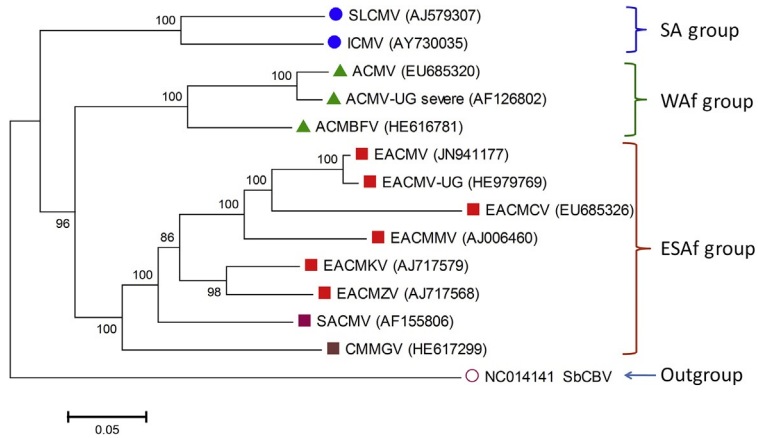 SLCMV (AJ579307)
100
ICMV (AY730035)
SA group
ACMV (EU685320)
100
ACMV-UG severe (AF126802)
WAf group
100
ACMBFV (HE616781)
EACMV (JN941177)
100
EACMV-UG (HE979769)
100
EACMCV (EU685326)
100
96
EACMMV (AJ006460)
86
ESAf group
EACMKV (AJ717579)
100
98
EACMZV (AJ717568)
SACMV (AF155806)
100
CMMGV (HE617299)
NC014141 SbCBV
Outgroup
0.05